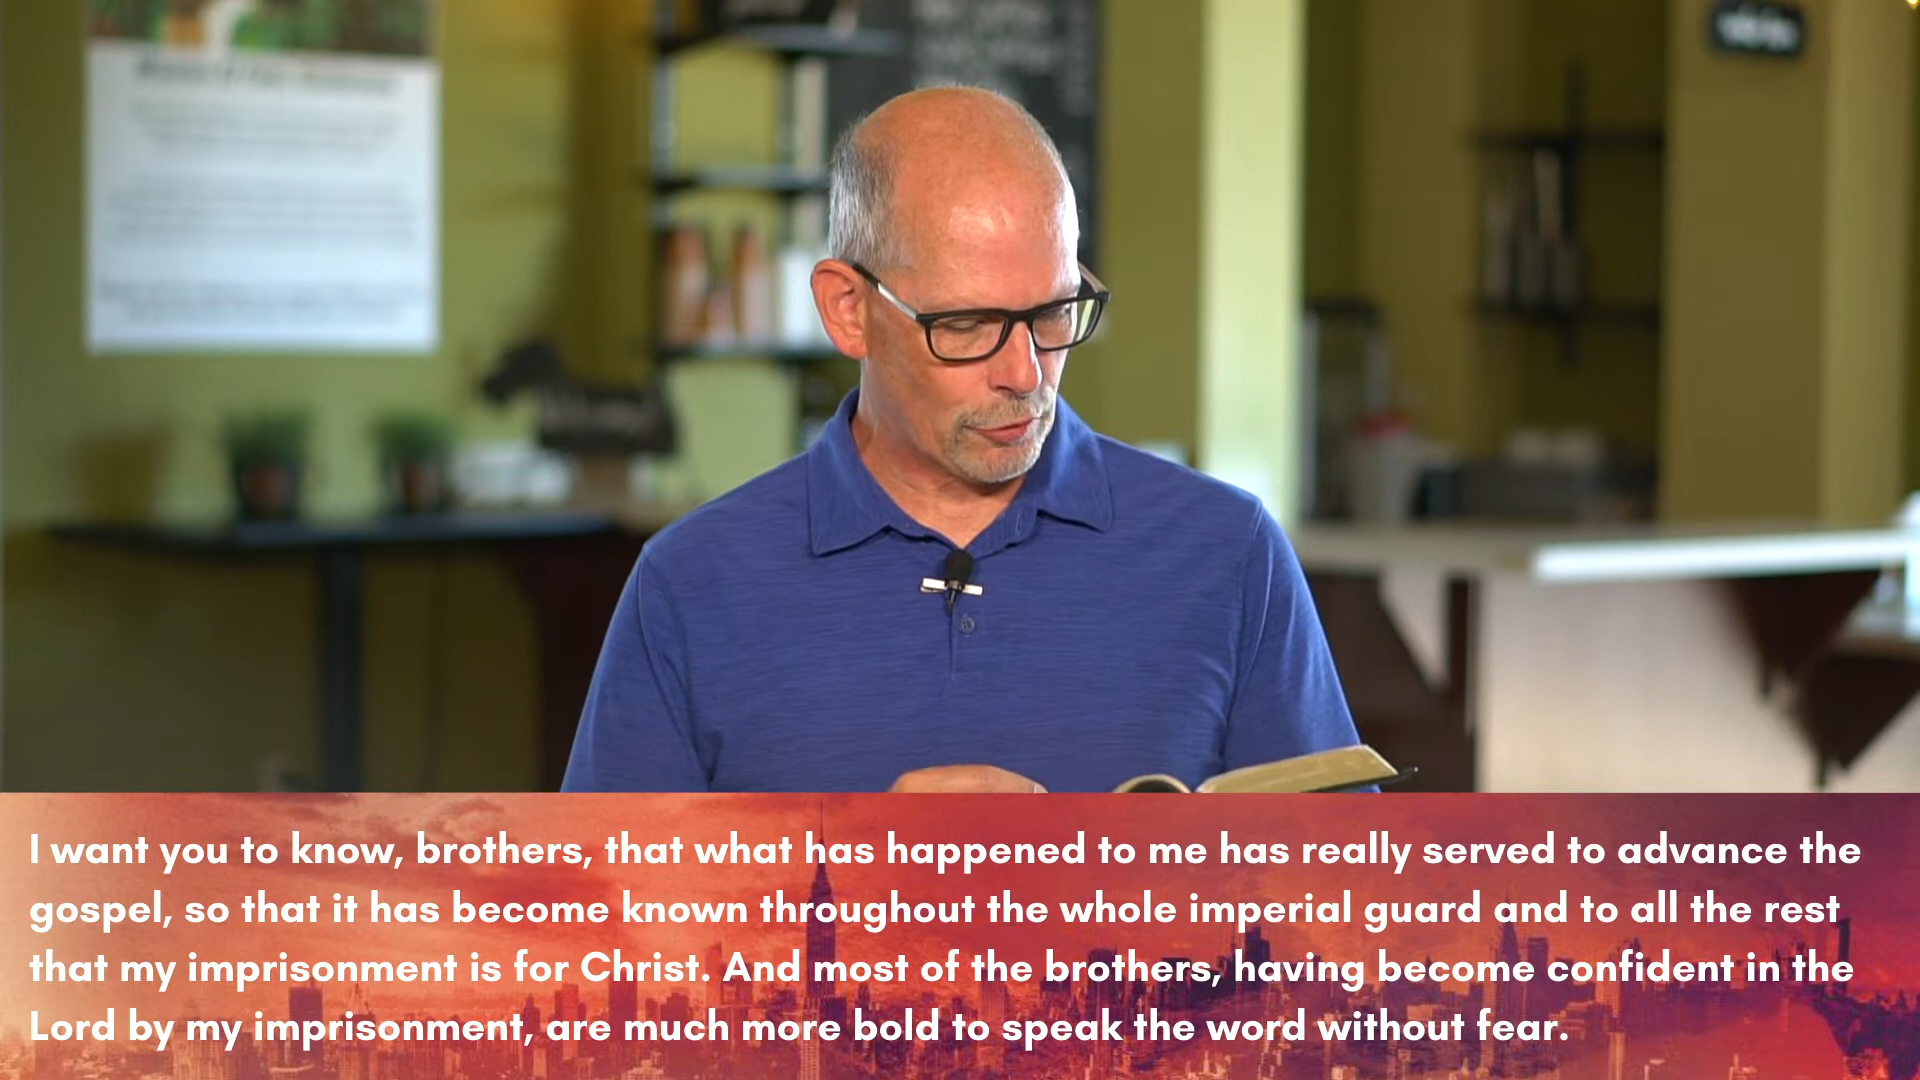 I want you to know, brothers, that what has happened to me has really served to advance the
gospel, so that it has become known throughout the whole imperial guard and to all the rest
that my imprisonment is for Christ. And most of the brothers, having become confident in the
Lord by my imprisonment, are much more bold to speak the word without fear.